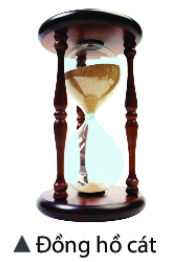 ▲ Đồng hồ cát